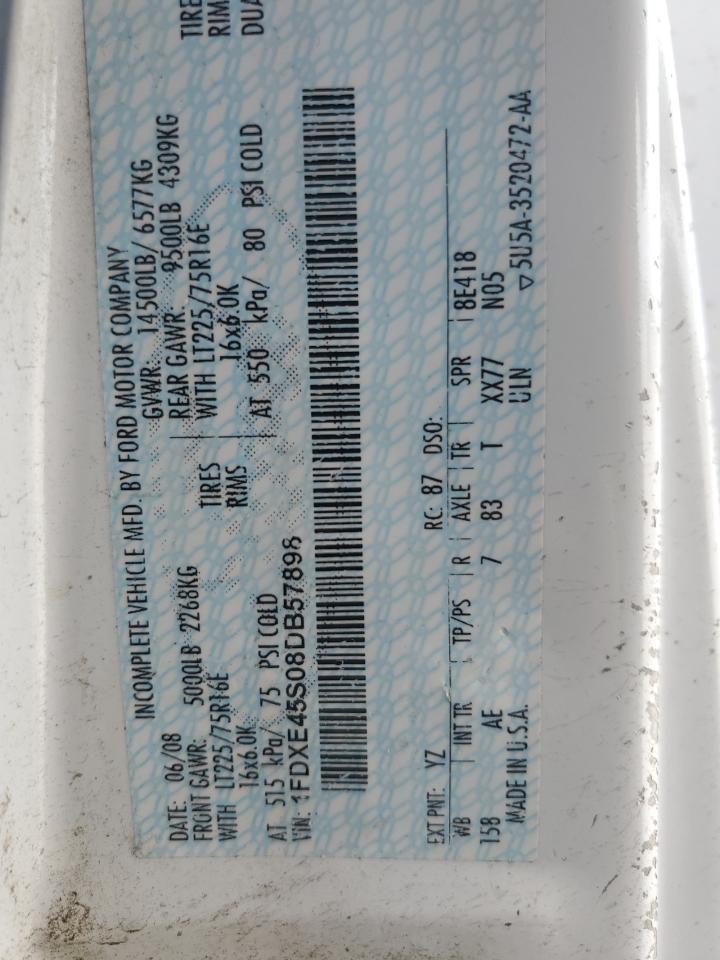 INCOMPLETE VEHICLE MFD. BY FORD MOTOR COMPANY
DATE: 06/08 GVWR: 14500LB/ 6577KG
FRONT GAWR: 5000LB 2268KG REAR GAWR: 9500LB 4309KG TIRE
WITH LT225/75R16E TIRES WITH LT225/75R16E RIM
16x6.0K RIMS 16x6.0K DUA
AT 515 kPa/ 75 PSI COLD AT 550 kPa/ 80 PSI COLD
VIN: 1FDXE45S08DB57898
EXT PNT: YZ RC: 87 DSO:
WB INT TR TP/PS R AXLE TR SPR 8E418
158 AE 7 83 T XX77 N05
MADE IN U.S.A. ULN
▽5U5A-3520472-AA